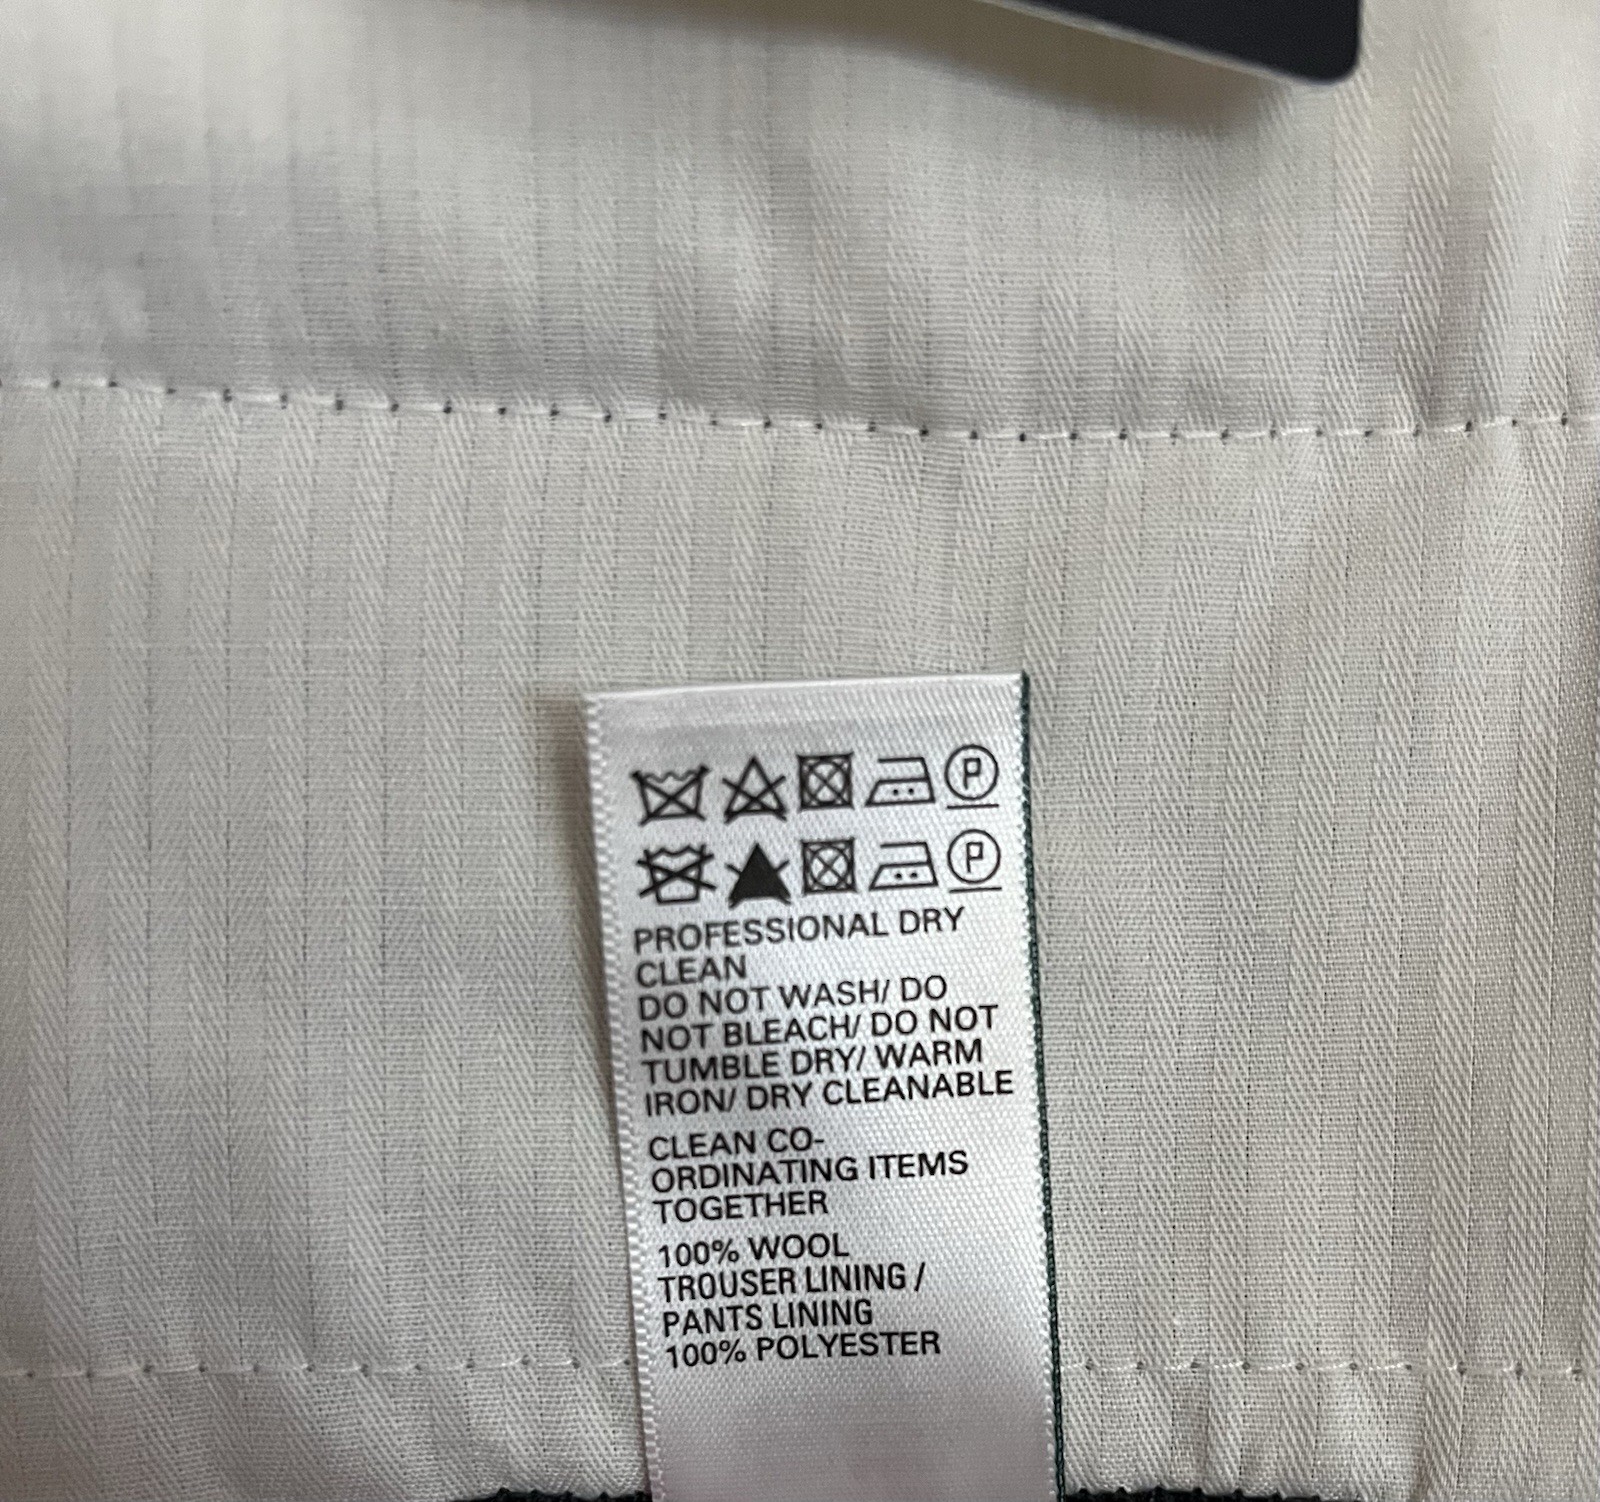 P
P
PROFESSIONAL DRY
CLEAN
DO NOT WASH/ DO
NOT BLEACH/ DO NOT
TUMBLE DRY/ WARM
IRON/ DRY CLEANABLE
CLEAN CO-
ORDINATING ITEMS
TOGETHER
100% WOOL
TROUSER LINING /
PANTS LINING
100% POLYESTER